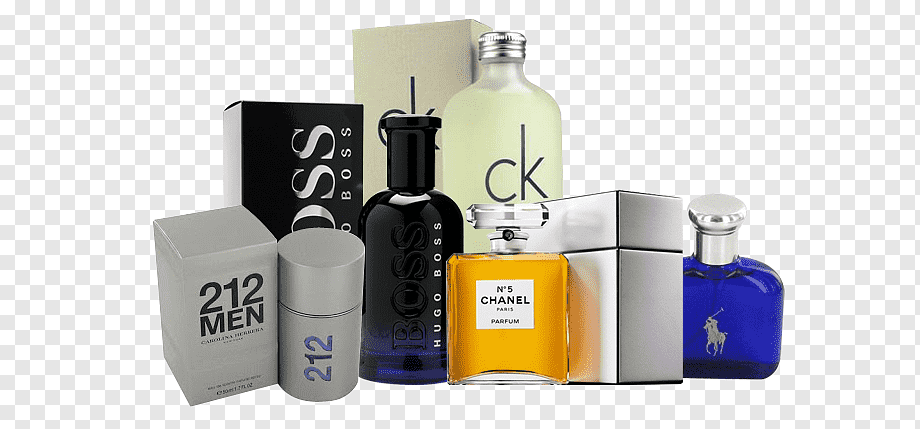 BOSS
HUGO BOSS
ck
ck
212
MEN
CAROLINA HERRERA
212
BOSS
HUGO BOSS
N°5
CHANEL
PARIS
PARFUM